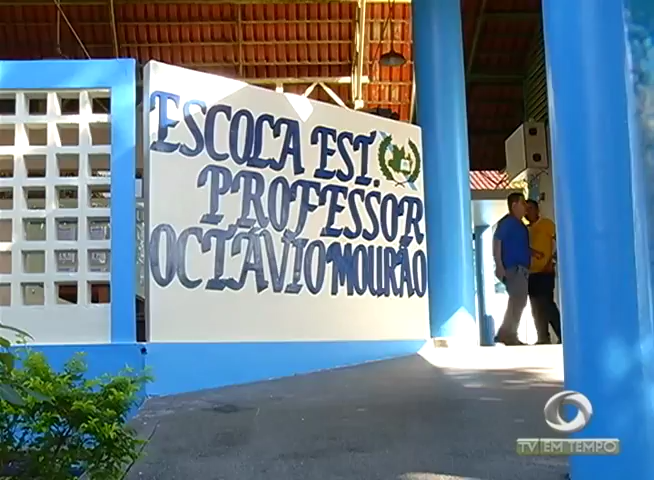 ESCOLA EST.
PROFESSOR
OCTÁVIO MOURÃO
TV EM TEMPO